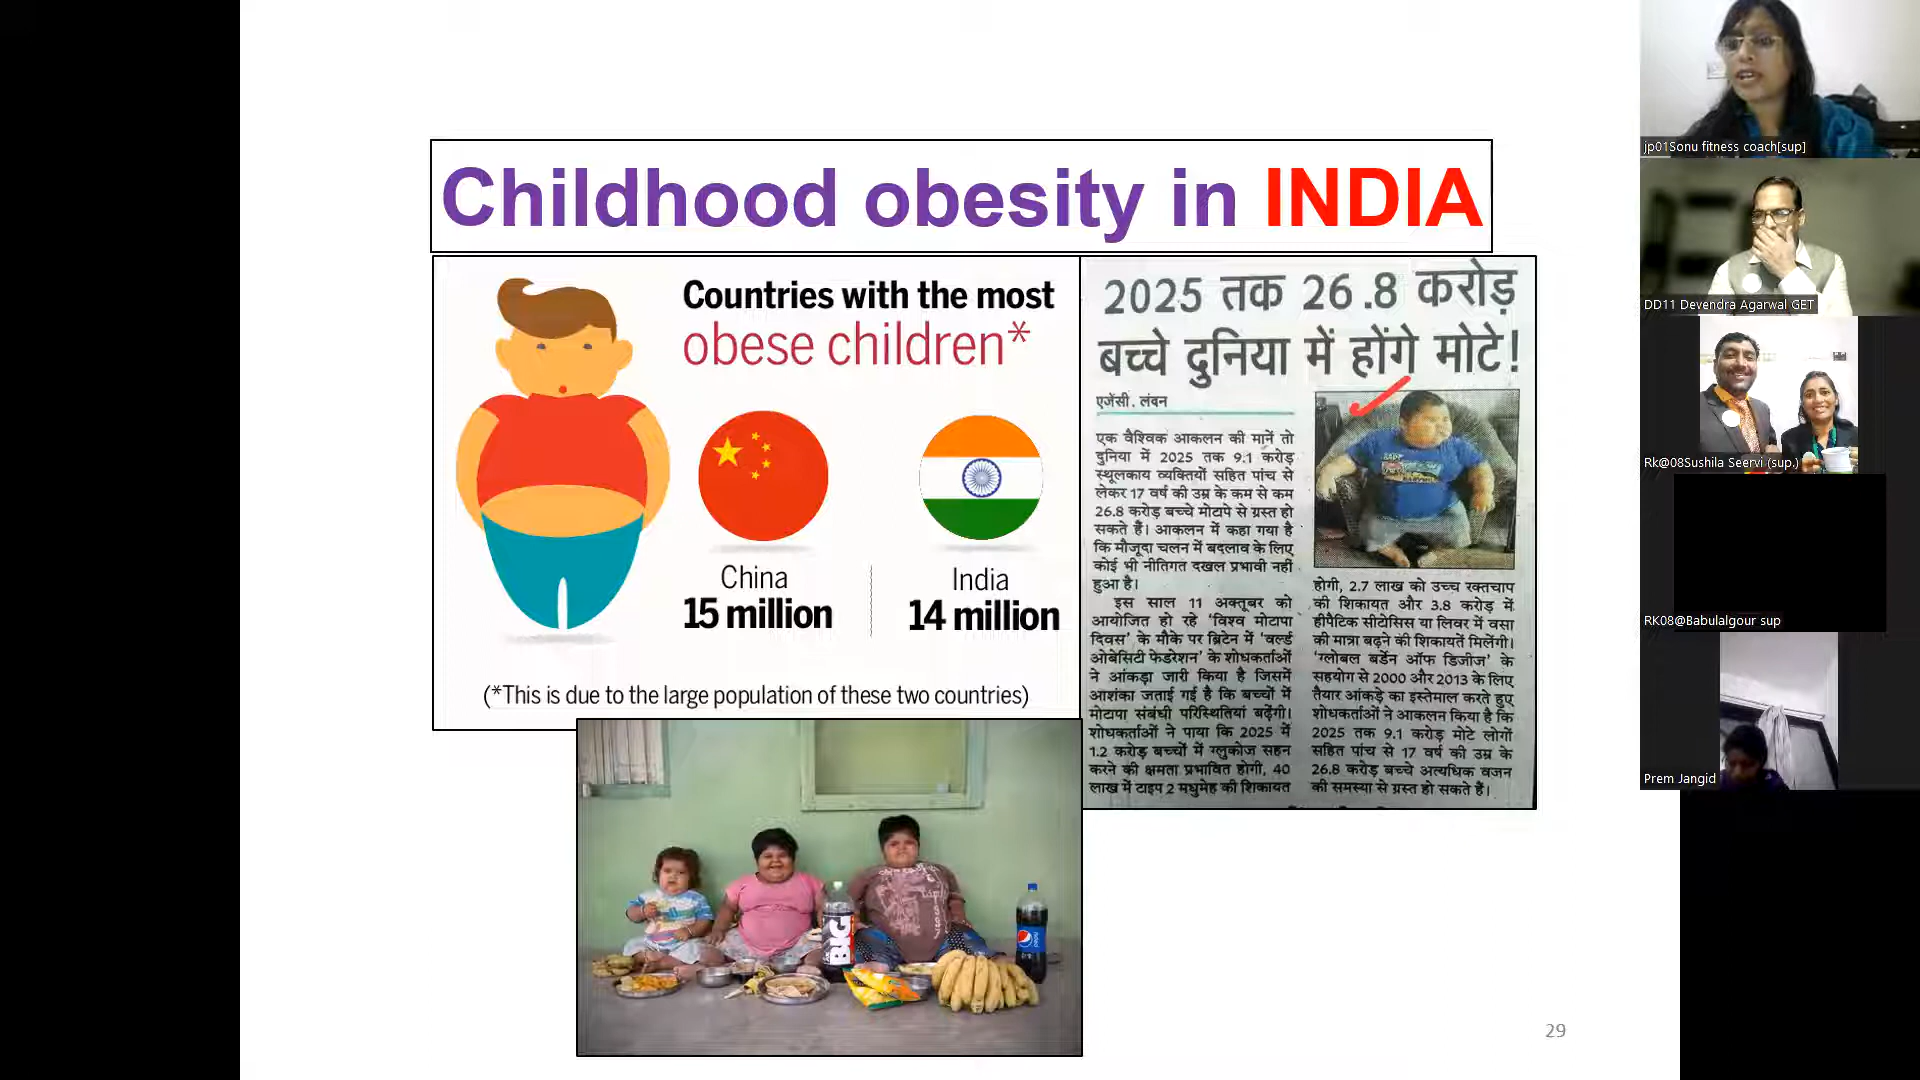 Childhood obesity in INDIA
Countries with the most
obese children*
China
15 million
India
14 million
(*This is due to the large population of these two countries)
2025 तक 26.8 करोड़
बच्चे दुनिया में होंगे मोटे!
एजेंसी. लंदन
एक वैश्विक आकलन की मानें तो
दुनिया में 2025 तक 9.1 करोड़
स्थूलकाय व्यक्तियों सहित पांच से
लेकर 17 वर्ष की उम्र के कम से कम
26.8 करोड़ बच्चे मोटापे से ग्रस्त हो
सकते हैं। आकलन में कहा गया है
कि मौजूदा चलन में बदलाव के लिए
कोई भी नीतिगत दखल प्रभावी नहीं
हुआ है।
इस साल 11 अक्तूबर को
आयोजित हो रहे 'विश्व मोटापा
दिवस' के मौके पर ब्रिटेन में 'वर्ल्ड
ओबेसिटी फेडरेशन' के शोधकर्ताओं
ने आंकड़ा जारी किया है जिसमें
आशंका जताई गई है कि बच्चों में
मोटापा संबंधी परिस्थितियां बढ़ेंगी।
शोधकर्ताओं ने पाया कि 2025 में
1.2 करोड़ बच्चों में ग्लुकोज सहन
करने की क्षमता प्रभावित होगी, 40
लाख में टाइप 2 मधुमेह की शिकायत
होगी, 2.7 लाख को उच्च रक्तचाप
की शिकायत और 3.8 करोड़ में
हीपैटिक सीटोसिस या लिवर में वसा
की मात्रा बढ़ने की शिकायतें मिलेंगी।
'ग्लोबल बर्डेन ऑफ डिजीज' के
सहयोग से 2000 और 2013 के लिए
तैयार आंकड़े का इस्तेमाल करते हुए
शोधकर्ताओं ने आकलन किया है कि
2025 तक 9.1 करोड़ मोटे लोगों
सहित पांच से 17 वर्ष की उम्र के
26.8 करोड़ बच्चे अत्यधिक वजन
की समस्या से ग्रस्त हो सकते हैं।
BIG
pepsi
29
jp01Sonu fitness coach[sup]
DD11 Devendra Agarwal GET
Rk@08Sushila Seervi (sup.)
RK08@Babulalgour sup
Prem Jangid